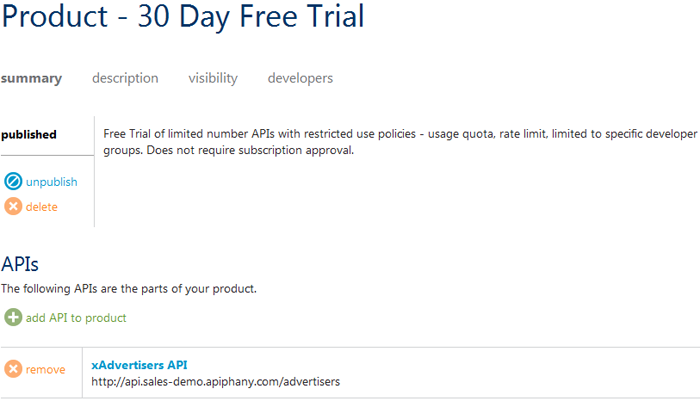 Product - 30 Day Free Trial
summary description visibility developers
published
Free Trial of limited number APIs with restricted use policies - usage quota, rate limit, limited to specific developer
groups. Does not require subscription approval.
unpublish
delete
APIs
The following APIs are the parts of your product.
add API to product
remove
xAdvertisers API
http://api.sales-demo.apiphany.com/advertisers